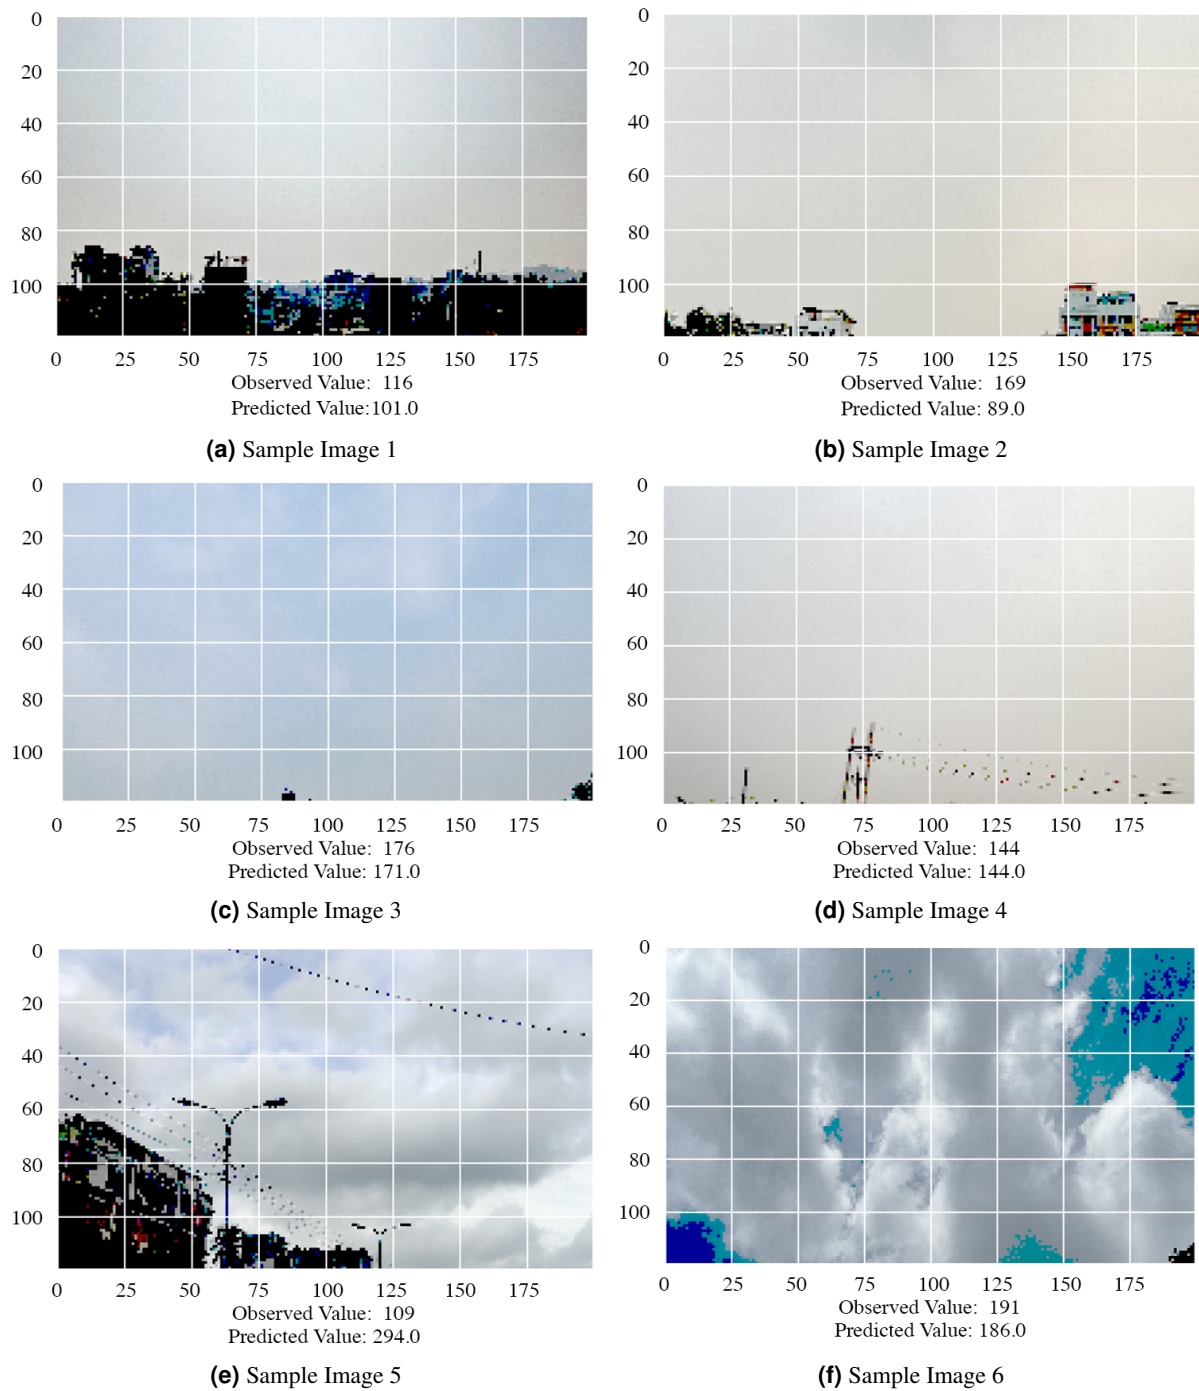 0
20
40
60
80
100
0 25 50 75 100 125 150 175
Observed Value: 116
Predicted Value:101.0
(a) Sample Image 1
0
20
40
60
80
100
0 25 50 75 100 125 150 175
Observed Value: 169
Predicted Value: 89.0
(b) Sample Image 2
0
20
40
60
80
100
0 25 50 75 100 125 150 175
Observed Value: 176
Predicted Value: 171.0
(c) Sample Image 3
0
20
40
60
80
100
0 25 50 75 100 125 150 175
Observed Value: 144
Predicted Value: 144.0
(d) Sample Image 4
0
20
40
60
80
100
0 25 50 75 100 125 150 175
Observed Value: 109
Predicted Value: 294.0
(e) Sample Image 5
0
20
40
60
80
100
0 25 50 75 100 125 150 175
Observed Value: 191
Predicted Value: 186.0
(f) Sample Image 6